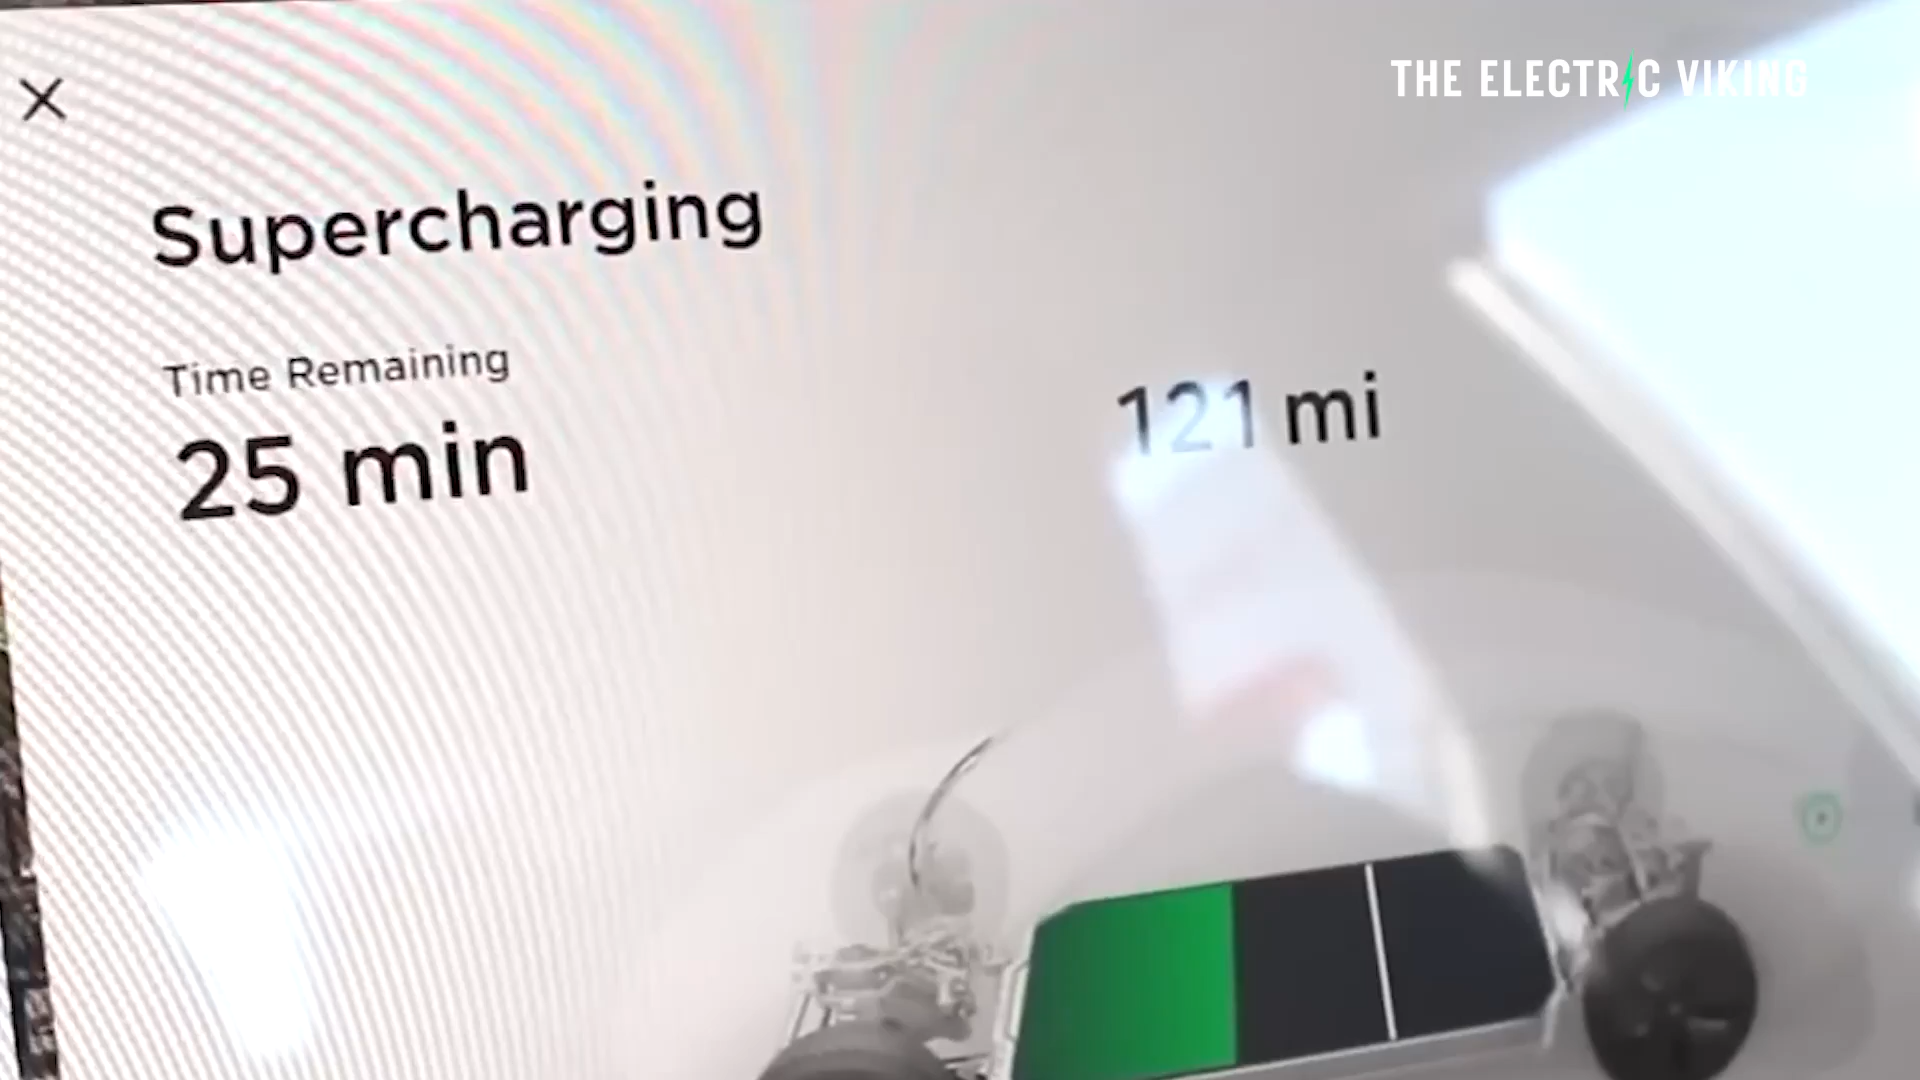 THE ELECTRIC VIKING
Supercharging
Time Remaining
25 min
121 mi